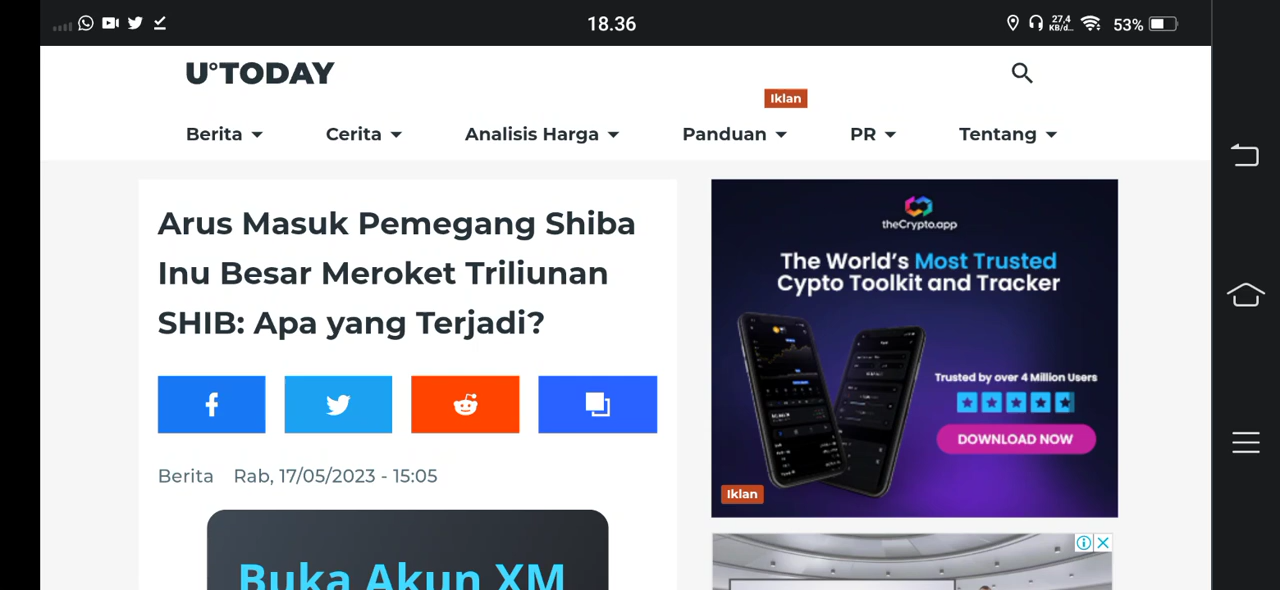 18.36
27,4
KB/d...
53%
U°TODAY
Iklan
Berita
Cerita
Analisis Harga
Panduan
PR
Tentang
Arus Masuk Pemegang Shiba
Inu Besar Meroket Triliunan
SHIB: Apa yang Terjadi?
Berita Rab, 17/05/2023 - 15:05
Buka Akun XM
theCrypto.app
The World's Most Trusted
Cypto Toolkit and Tracker
Trusted by over 4 Million Users
DOWNLOAD NOW
Iklan